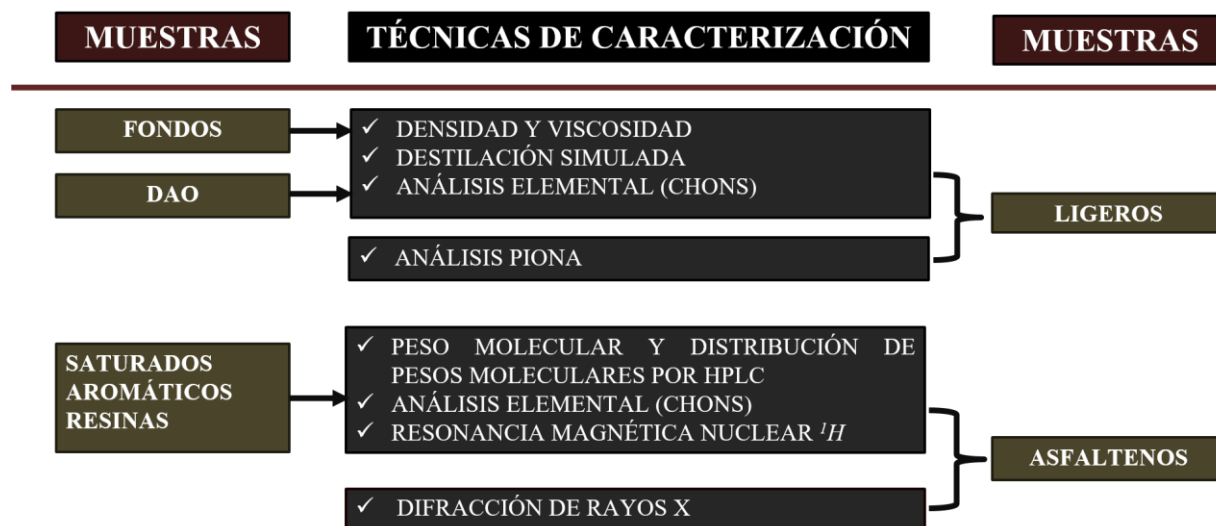 MUESTRAS
TÉCNICAS DE CARACTERIZACIÓN
MUESTRAS
FONDOS
DAO
✓ DENSIDAD Y VISCOSIDAD
✓ DESTILACIÓN SIMULADA
✓ ANÁLISIS ELEMENTAL (CHONS)
✓ ANÁLISIS PIONA
LIGEROS
SATURADOS
AROMÁTICOS
RESINAS
✓ PESO MOLECULAR Y DISTRIBUCIÓN DE
PESOS MOLECULARES POR HPLC
✓ ANÁLISIS ELEMENTAL (CHONS)
✓ RESONANCIA MAGNÉTICA NUCLEAR ¹H
✓ DIFRACCIÓN DE RAYOS X
ASFALTENOS